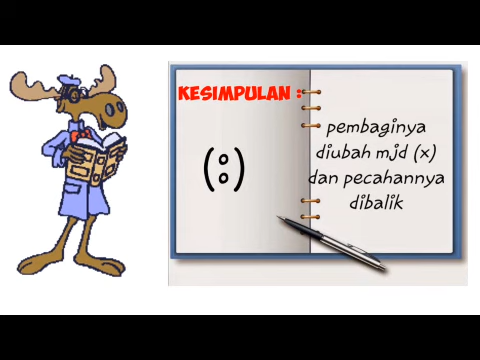 KESIMPULAN :
(:)
pembaginya
diubah mjd (x)
dan pecahannya
dibalik